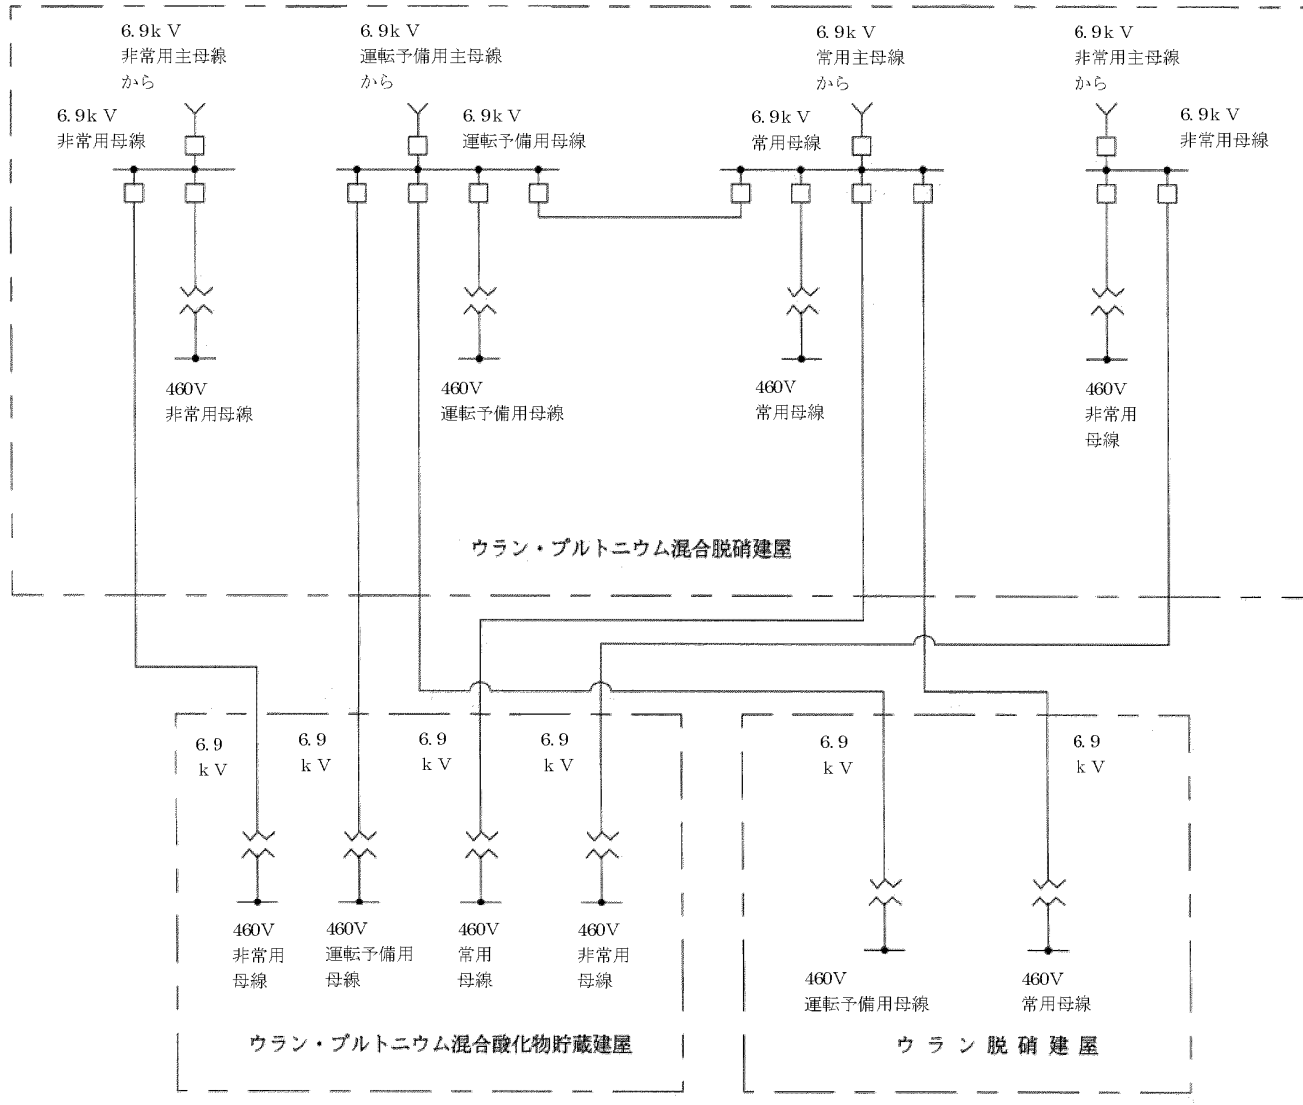 6.9kV
非常用主母線
から
6.9kV
運転予備用主母線
から
6.9kV
常用主母線
から
6.9kV
非常用主母線
から
6.9kV
非常用母線
6.9kV
運転予備用母線
6.9kV
常用母線
6.9kV
非常用母線
460V
非常用母線
460V
運転予備用母線
460V
常用母線
460V
非常用
母線
ウラン・プルトニウム混合脱硝建屋
6.9
kV
6.9
kV
6.9
kV
6.9
kV
6.9
kV
6.9
kV
460V
非常用
母線
460V
運転予備用
母線
460V
常用
母線
460V
非常用
母線
460V
運転予備用母線
460V
常用母線
ウラン・プルトニウム混合酸化物貯蔵建屋
ウラン脱硝建屋